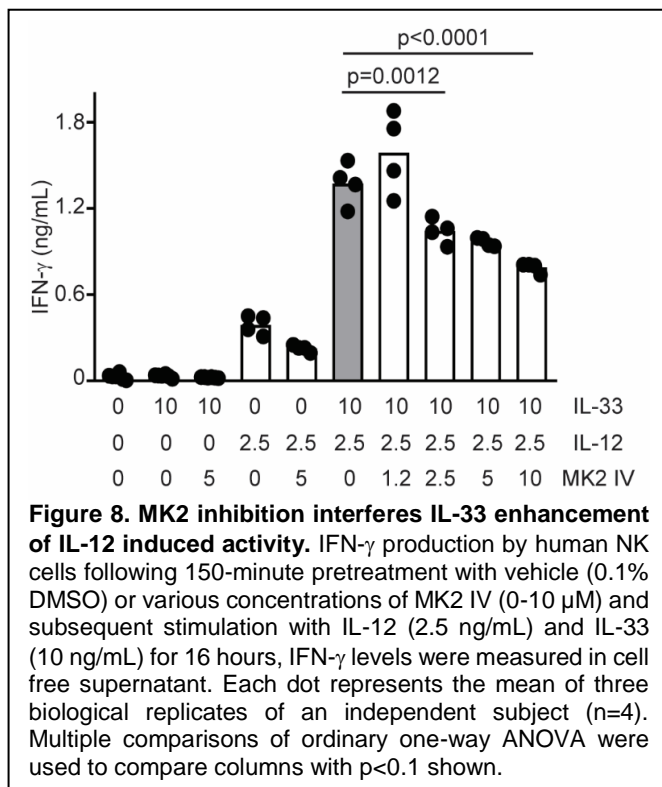 p<0.0001
p=0.0012
1.8
1.2
0.6
0
IFN-γ (ng/mL)
0 10 10 0 0 10 10 10 10 10 IL-33
0 0 0 2.5 2.5 2.5 2.5 2.5 2.5 2.5 IL-12
0 0 5 0 5 0 1.2 2.5 5 10 MK2 IV
Figure 8. MK2 inhibition interferes IL-33 enhancement
of IL-12 induced activity. IFN-γ production by human NK
cells following 150-minute pretreatment with vehicle (0.1%
DMSO) or various concentrations of MK2 IV (0-10 µM) and
subsequent stimulation with IL-12 (2.5 ng/mL) and IL-33
(10 ng/mL) for 16 hours, IFN-γ levels were measured in cell
free supernatant. Each dot represents the mean of three
biological replicates of an independent subject (n=4).
Multiple comparisons of ordinary one-way ANOVA were
used to compare columns with p<0.1 shown.